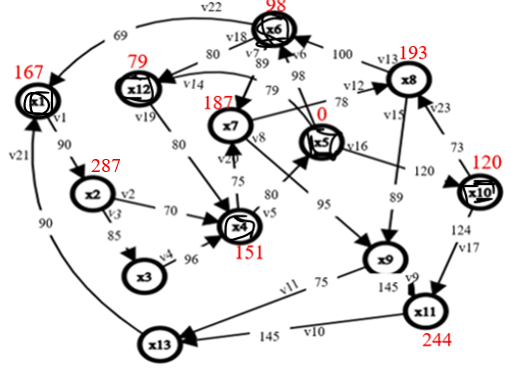 v22
98
x6
69
v18
80
v7
89
v6
98
100
v13
193
x8
167
x1
79
x12
v14
79
v12
78
187
x7
v8
0
x5
v16
v15
v23
73
v1
v19
90
v21
80
v20
75
80
v5
120
120
x10
287
x2
v2
70
v3
85
x4
151
95
89
124
v17
90
x3
v4
96
x9
v9
145
75
v11
x11
244
x13
145
v10